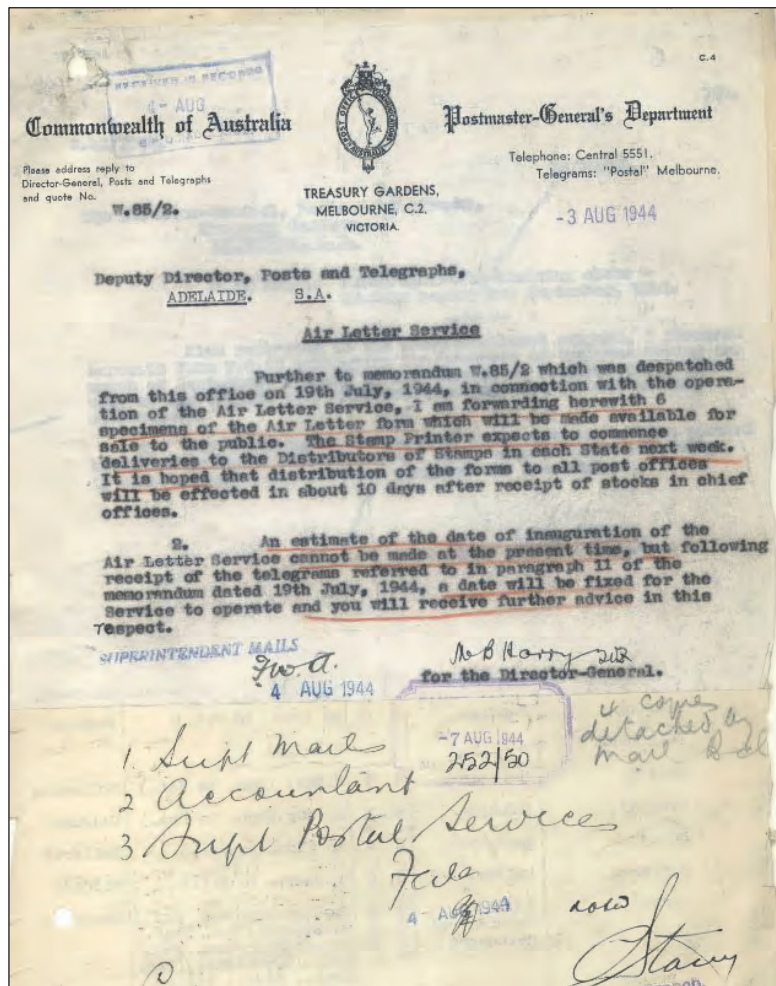 C.4
RECEIVED RECORDS
4- AUG
Commonwealth of Australia
Postmaster-General's Department
Please address reply to
Director-General, Posts and Telegraphs
and quote No.
W.85/2.
Telephone: Central 5551.
Telegrams: "Postal" Melbourne.
TREASURY GARDENS,
MELBOURNE, C.2.
VICTORIA.
-3 AUG 1944
Deputy Director, Posts and Telegraphs,
ADELAIDE. S.A.
Air Letter Service
Further to memorandum W.85/2 which was despatched
from this office on 19th July, 1944, in connection with the opera-
tion of the Air Letter Service, I am forwarding herewith 6
specimens of the Air Letter form which will be made available for
sale to the public. The Stamp Printer expects to commence
deliveries to the Distributors of Stamps in each State next week.
It is hoped that distribution of the forms to all post offices
will be effected in about 10 days after receipt of stocks in chief
offices.
2. An estimate of the date of inauguration of the
Air Letter Service cannot be made at the present time, but following
receipt of the telegrams referred to in paragraph 11 of the
memorandum dated 19th July, 1944, a date will be fixed for the
Service to operate and you will receive further advice in this
respect.
SUPERINTENDENT MAILS
4 AUG 1944
for the Director-General.
-7 AUG 1944
252/50
4 copies
detached by
Mail
1. Supt Mails
2 Accountant
3 Supt Postal Services
4 AUG 1944
noted